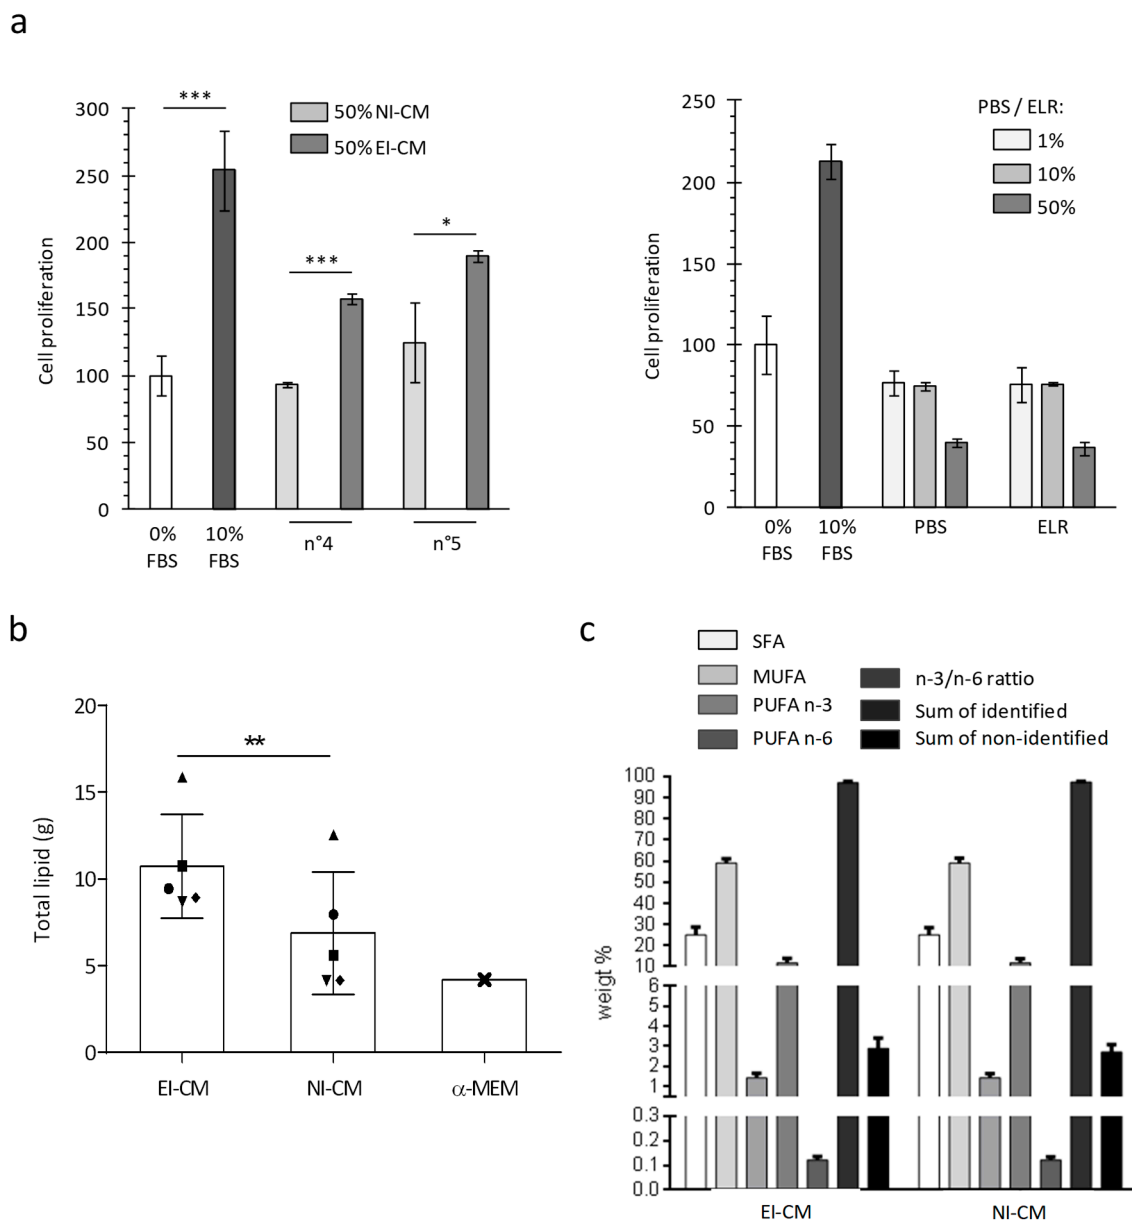 a
***
***
*
50% NI-CM
50% EI-CM
300
250
200
150
100
50
0
Cell proliferation
0% FBS
10% FBS
n°4
n°5
PBS / ELR:
1%
10%
50%
250
200
150
100
50
0
Cell proliferation
0% FBS
10% FBS
PBS
ELR
b
**
20
15
10
5
0
Total lipid (g)
EI-CM
NI-CM
α-MEM
c
SFA
MUFA
PUFA n-3
PUFA n-6
n-3/n-6 rattio
Sum of identified
Sum of non-identified
100
90
80
70
60
50
40
30
20
10
6
5
4
3
2
1
0.3
0.2
0.1
0.0
weigt %
EI-CM
NI-CM